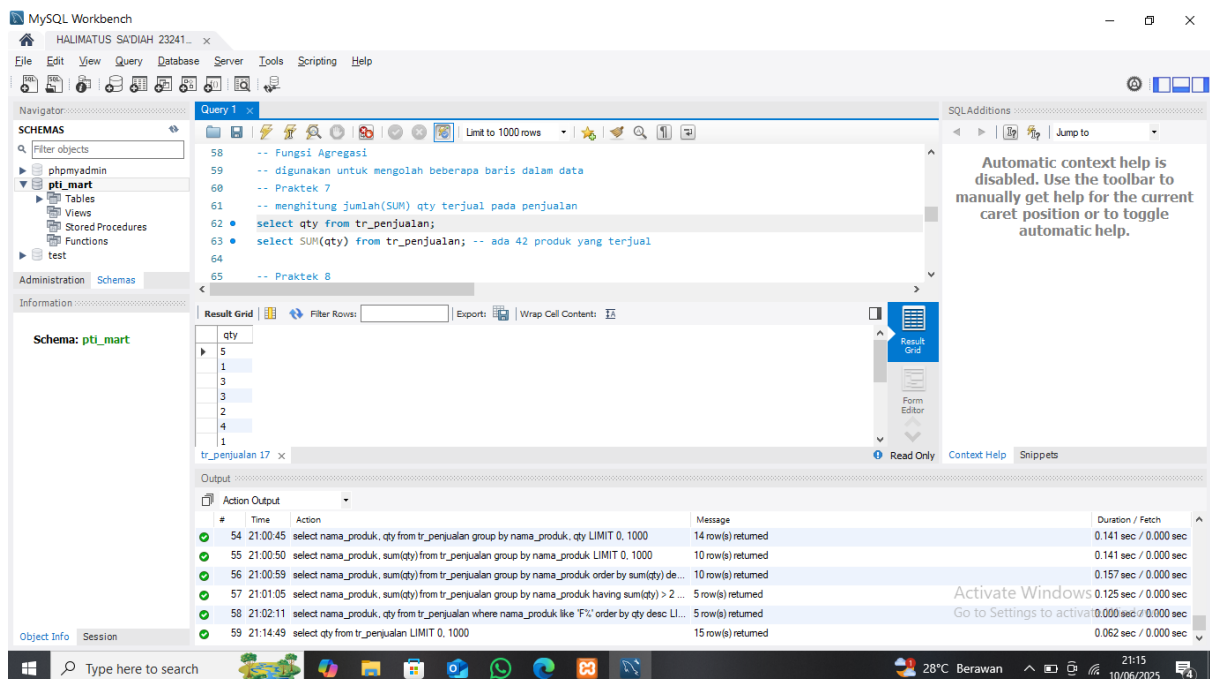 MySQL Workbench
HALIMATUS SA'DIAH 23241...
File Edit View Query Database Server Tools Scripting Help
Navigator
SCHEMAS
Filter objects
phpmyadmin
pti_mart
Tables
Views
Stored Procedures
Functions
test
Administration Schemas
Information
Schema: pti_mart
Object Info Session
Query 1
Limit to 1000 rows
58 -- Fungsi Agregasi
59 -- digunakan untuk mengolah beberapa baris dalam data
60 -- Praktek 7
61 -- menghitung jumlah(SUM) qty terjual pada penjualan
62 select qty from tr_penjualan;
63 select SUM(qty) from tr_penjualan; -- ada 42 produk yang terjual
64
65 -- Praktek 8
Result Grid Filter Rows: Export: Wrap Cell Content:
qty
5
1
3
3
2
4
1
Result Grid
Form Editor
tr_penjualan 17
Read Only
SQLAdditions
Jump to
Automatic context help is
disabled. Use the toolbar to
manually get help for the current
caret position or to toggle
automatic help.
Context Help Snippets
Output
Action Output
# Time Action Message Duration / Fetch
54 21:00:45 select nama_produk, qty from tr_penjualan group by nama_produk, qty LIMIT 0, 1000 14 row(s) returned 0.141 sec / 0.000 sec
55 21:00:50 select nama_produk, sum(qty) from tr_penjualan group by nama_produk LIMIT 0, 1000 10 row(s) returned 0.141 sec / 0.000 sec
56 21:00:59 select nama_produk, sum(qty) from tr_penjualan group by nama_produk order by sum(qty) de... 10 row(s) returned 0.157 sec / 0.000 sec
57 21:01:05 select nama_produk, sum(qty) from tr_penjualan group by nama_produk having sum(qty) > 2 ... 5 row(s) returned 0.125 sec / 0.000 sec
58 21:02:11 select nama_produk, qty from tr_penjualan where nama_produk like 'F%' order by qty desc LI... 5 row(s) returned 0.000 sec / 0.000 sec
59 21:14:49 select qty from tr_penjualan LIMIT 0, 1000 15 row(s) returned 0.062 sec / 0.000 sec
Activate Windows
Go to Settings to activate Windows.
Type here to search
28°C Berawan
21:15
10/06/2025
4